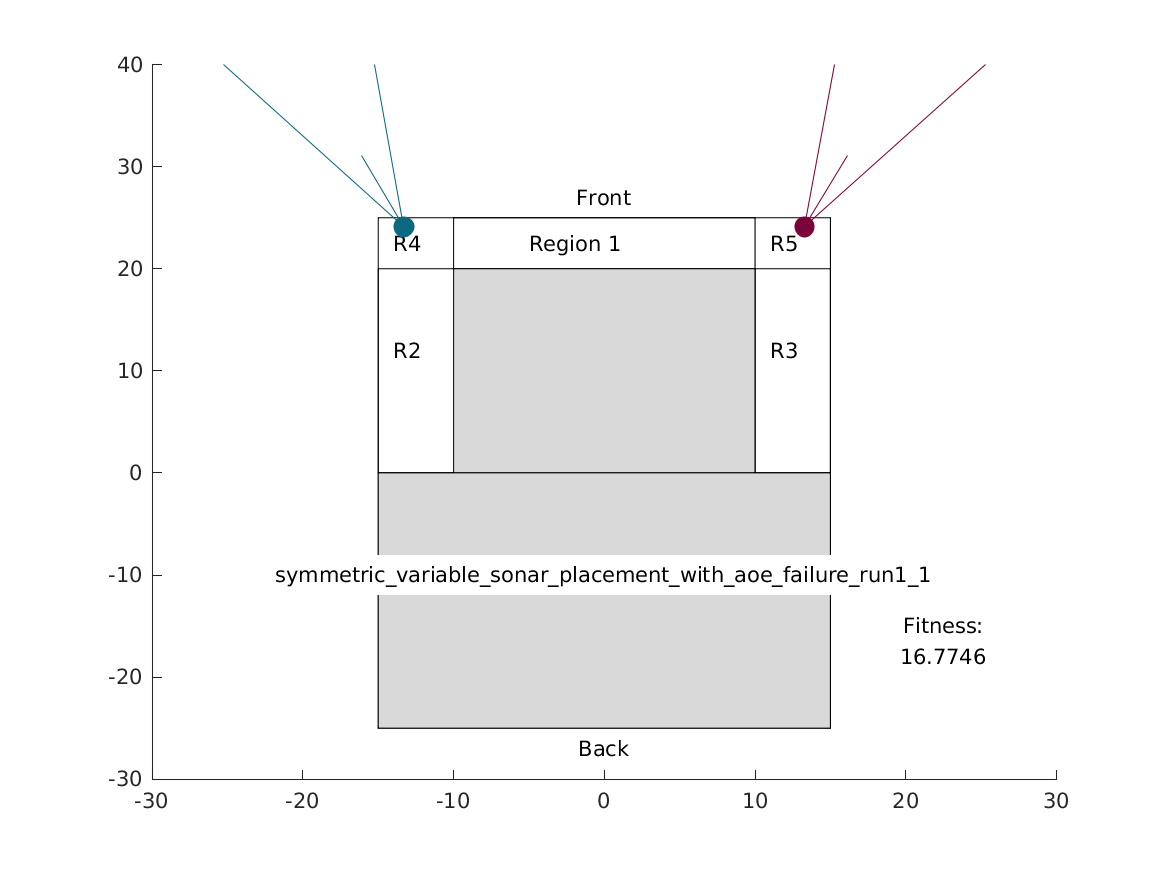 40
30
Front
R4
Region 1
R5
20
R2
R3
10
0
-10
symmetric_variable_sonar_placement_with_aoe_failure_run1_1
Fitness:
16.7746
-20
Back
-30
-30
-20
-10
0
10
20
30